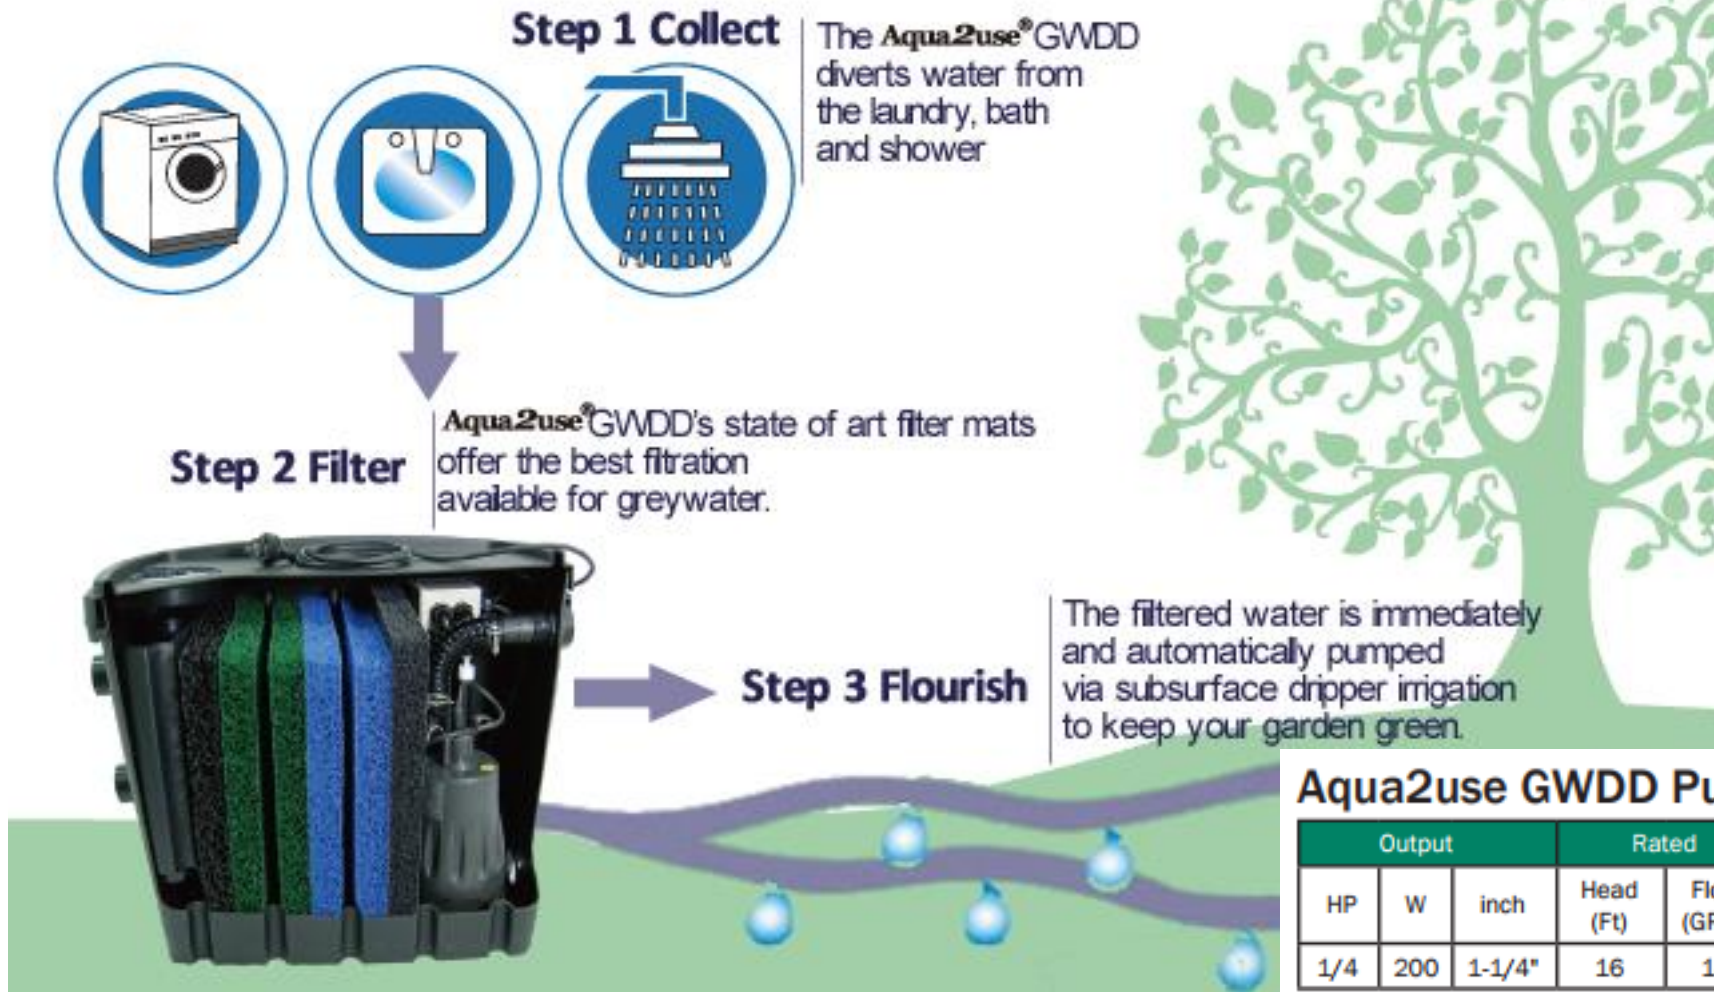 Step 1 Collect
The Aqua2use® GWDD
diverts water from
the laundry, bath
and shower
Step 2 Filter
Aqua2use® GWDD's state of art filter mats
offer the best filtration
available for greywater.
Step 3 Flourish
The filtered water is immediately
and automatically pumped
via subsurface dripper irrigation
to keep your garden green.
Aqua2use GWDD
Output Rated
HP W inch Head (Ft)
1/4 200 1-1/4" 16